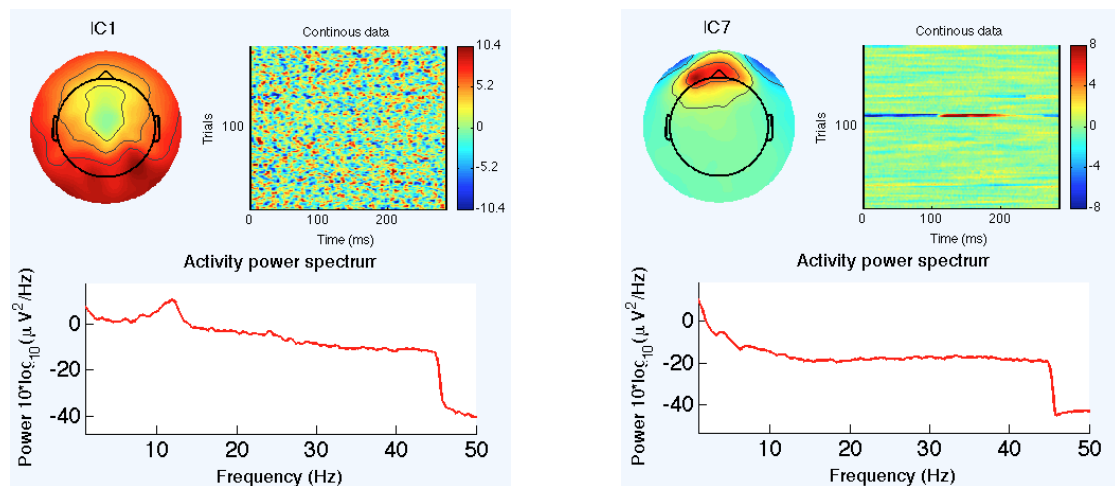 IC1
Continous data
10.4
5.2
0
-5.2
-10.4
Trials
100
0
100
200
Time (ms)
Activity power spectrum
Power 10*log10(μ V2/Hz)
0
-20
-40
10
20
30
40
50
Frequency (Hz)
IC7
Continous data
8
4
0
-4
-8
Trials
100
0
100
200
Time (ms)
Activity power spectrum
Power 10*log10(μ V2/Hz)
0
-20
-40
10
20
30
40
50
Frequency (Hz)